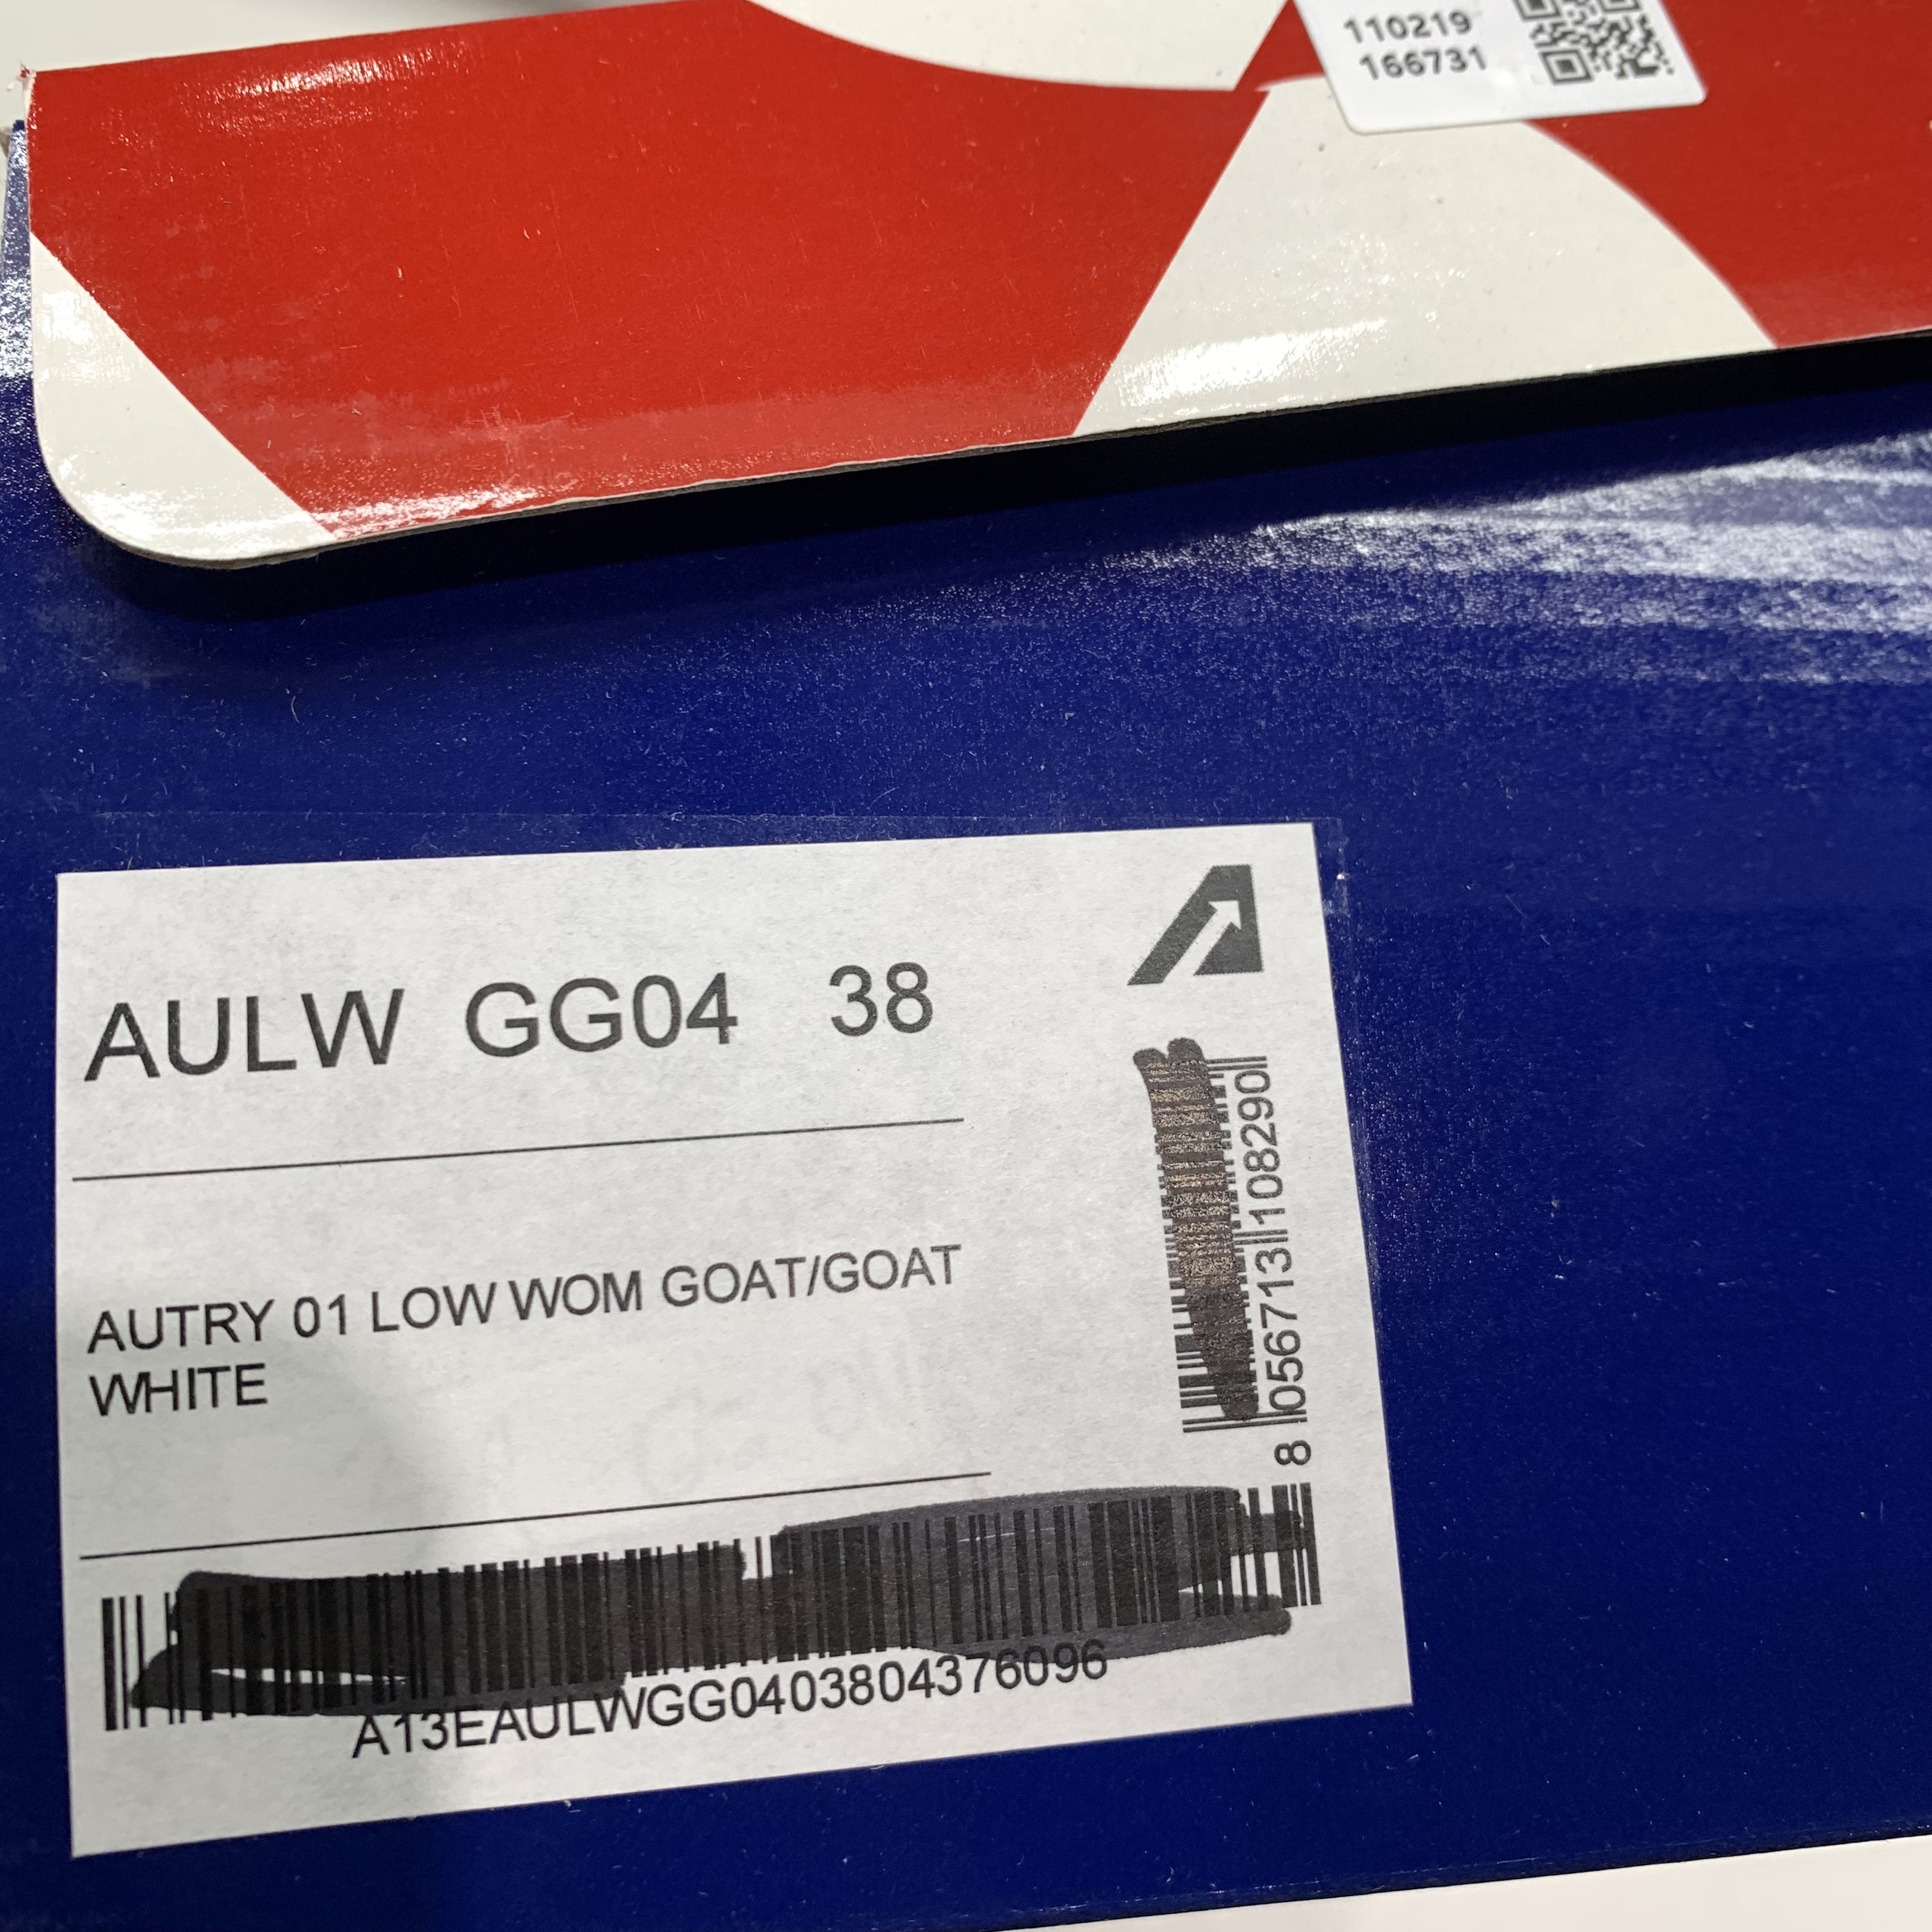 110219
166731
AULW GG04 38
AUTRY 01 LOW WOM GOAT/GOAT
WHITE
8 056713 108290
A13EAULWGG0403804376096